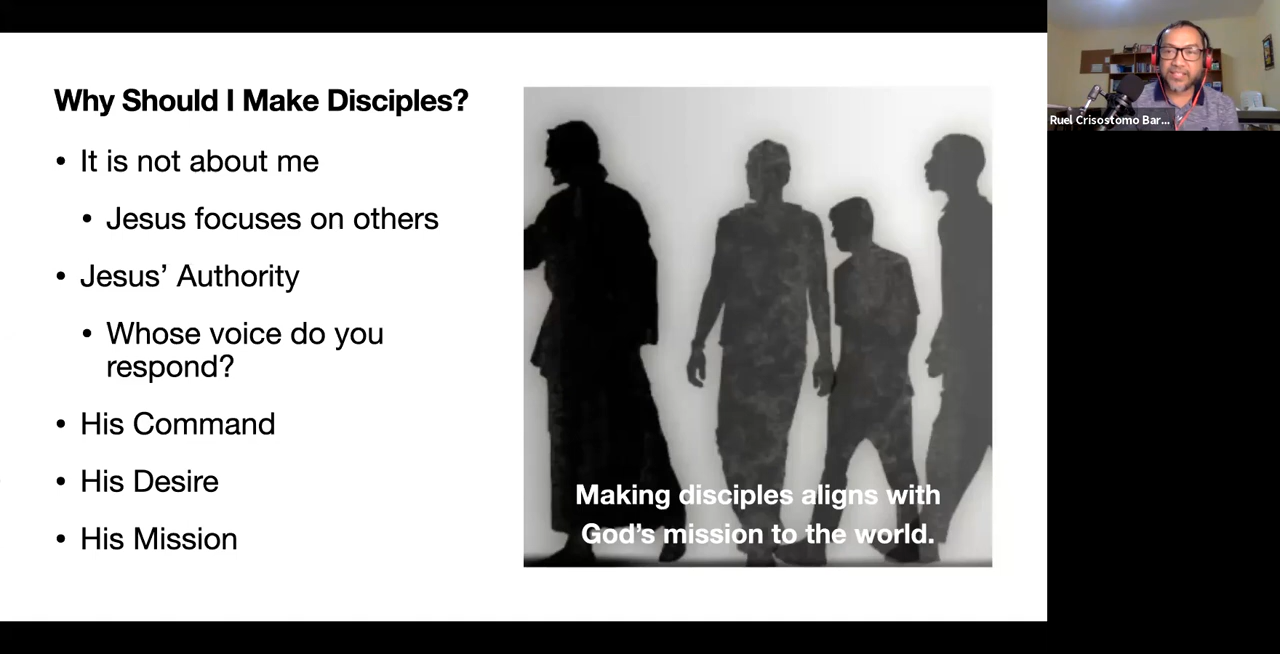 Why Should I Make Disciples?
• It is not about me
• Jesus focuses on others
• Jesus’ Authority
• Whose voice do you
respond?
• His Command
• His Desire
• His Mission
Making disciples aligns with
God’s mission to the world.
Ruel Crisostomo Bar...